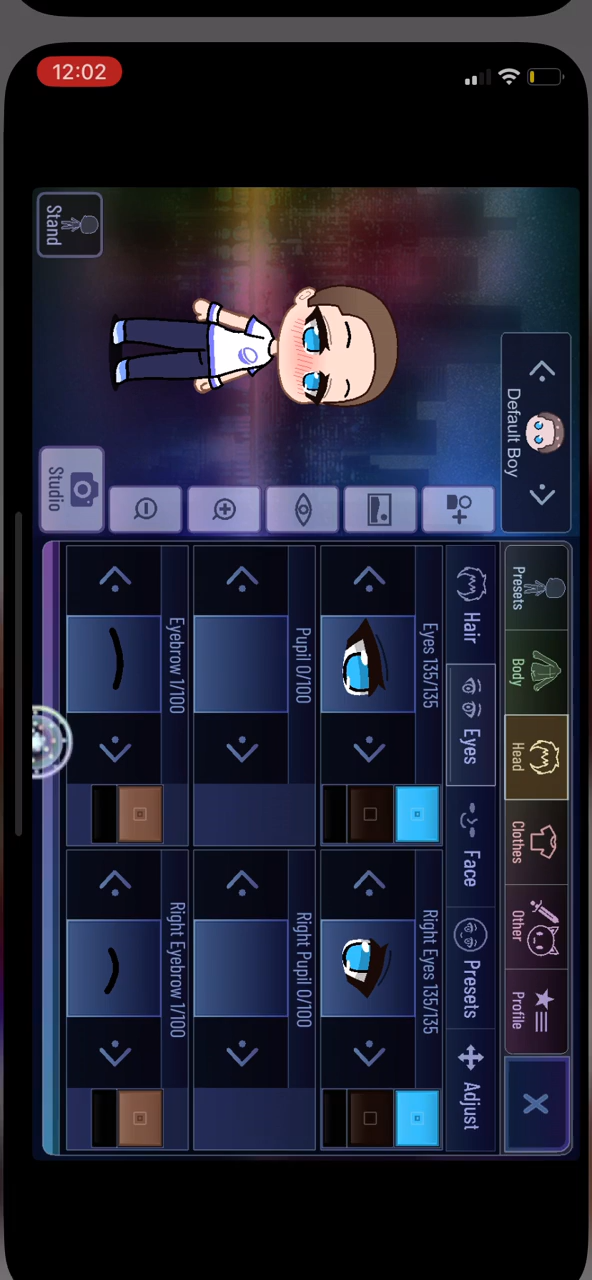 12:02
Default Boy
Stand
Studio
Presets
Body
Head
Clothes
Other
Profile
X
Hair
Eyes
Face
Presets
Adjust
Eyes 135/135
Right Eyes 135/135
Pupil 0/100
Right Pupil 0/100
Eyebrow 1/100
Right Eyebrow 1/100